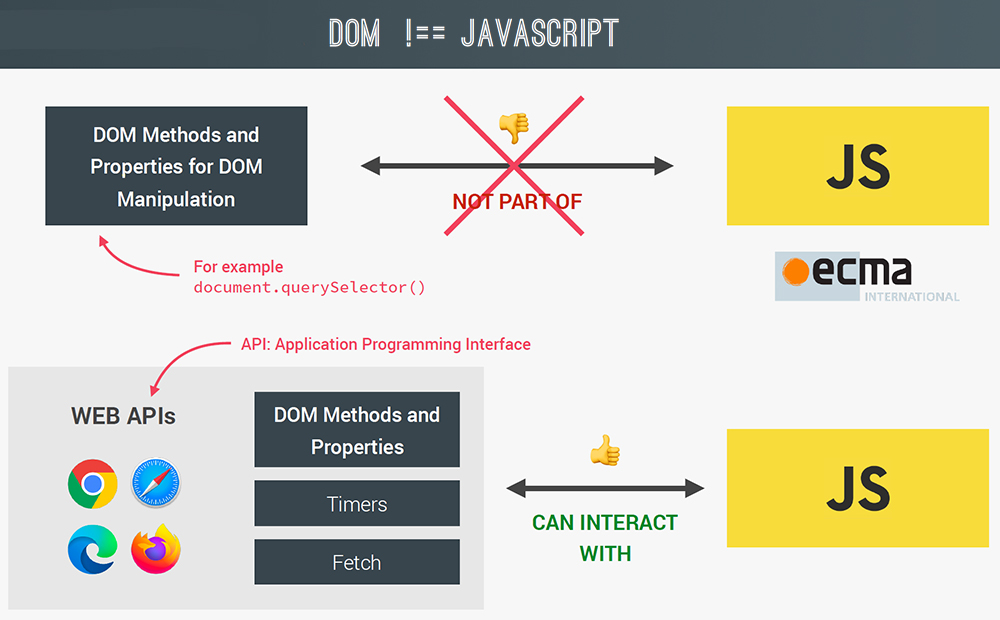 DOM !== JAVASCRIPT
DOM Methods and
Properties for DOM
Manipulation
NOT PART OF
JS
For example
document.querySelector()
ecma
INTERNATIONAL
API: Application Programming Interface
WEB APIs
DOM Methods and
Properties
Timers
Fetch
CAN INTERACT
WITH
JS